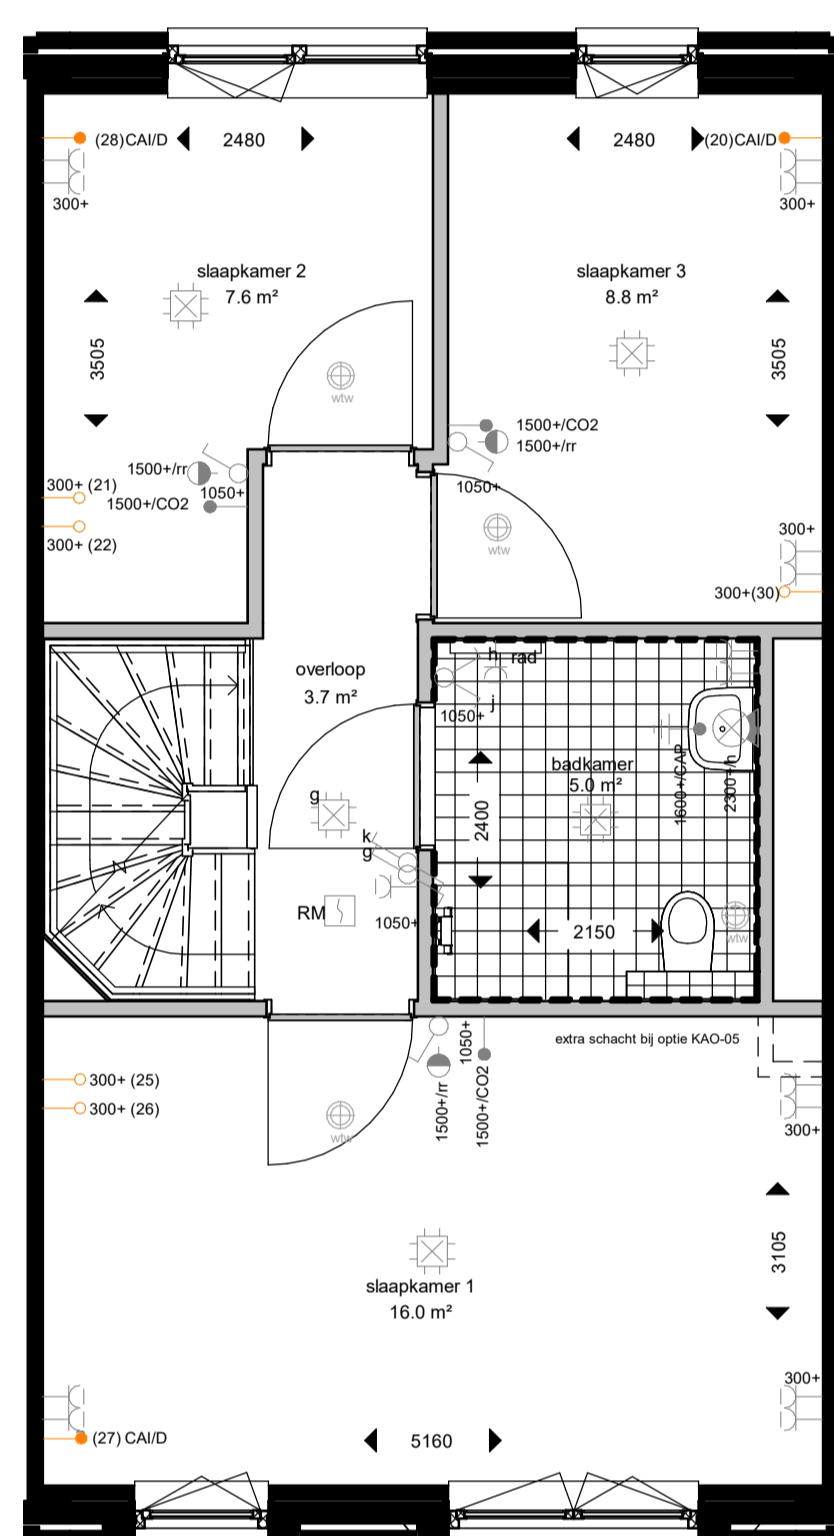 (28)CAI/D
2480
2480
(20)CAI/D
300+
300+
slaapkamer 2
7.6 m²
slaapkamer 3
8.8 m²
3505
3505
wtw
1500+/CO2
1500+/rr
1050+
1500+/rr
1050+
1500+/CO2
300+ (21)
300+ (22)
wtw
300+
300+(30)
overloop
3.7 m²
h
rad
j
1050+
badkamer
5.0 m²
1600+/CAP
2300+/h
2400
g
k
g
RM
1050+
2150
wtw
extra schacht bij optie KAO-05
300+ (25)
300+ (26)
1050+
1500+/rr
1500+/CO2
wtw
300+
3105
slaapkamer 1
16.0 m²
300+
(27) CAI/D
5160